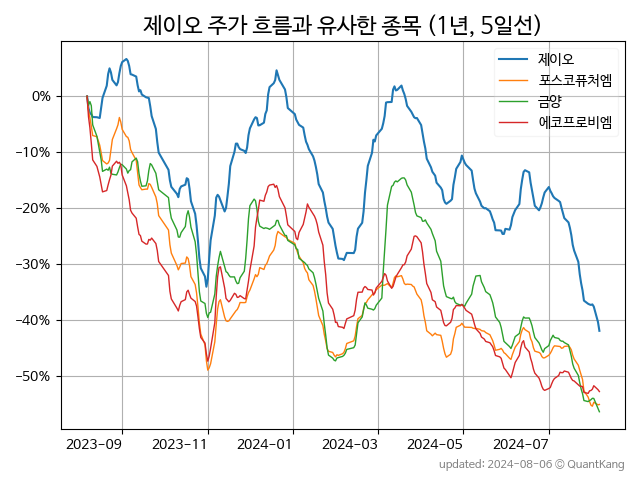 제이오 주가 흐름과 유사한 종목 (1년, 5일선)
제이오
포스코퓨처엠
금양
에코프로비엠
0%
−10%
−20%
−30%
−40%
−50%
2023-09
2023-11
2024-01
2024-03
2024-05
2024-07
updated: 2024-08-06 © QuantKang